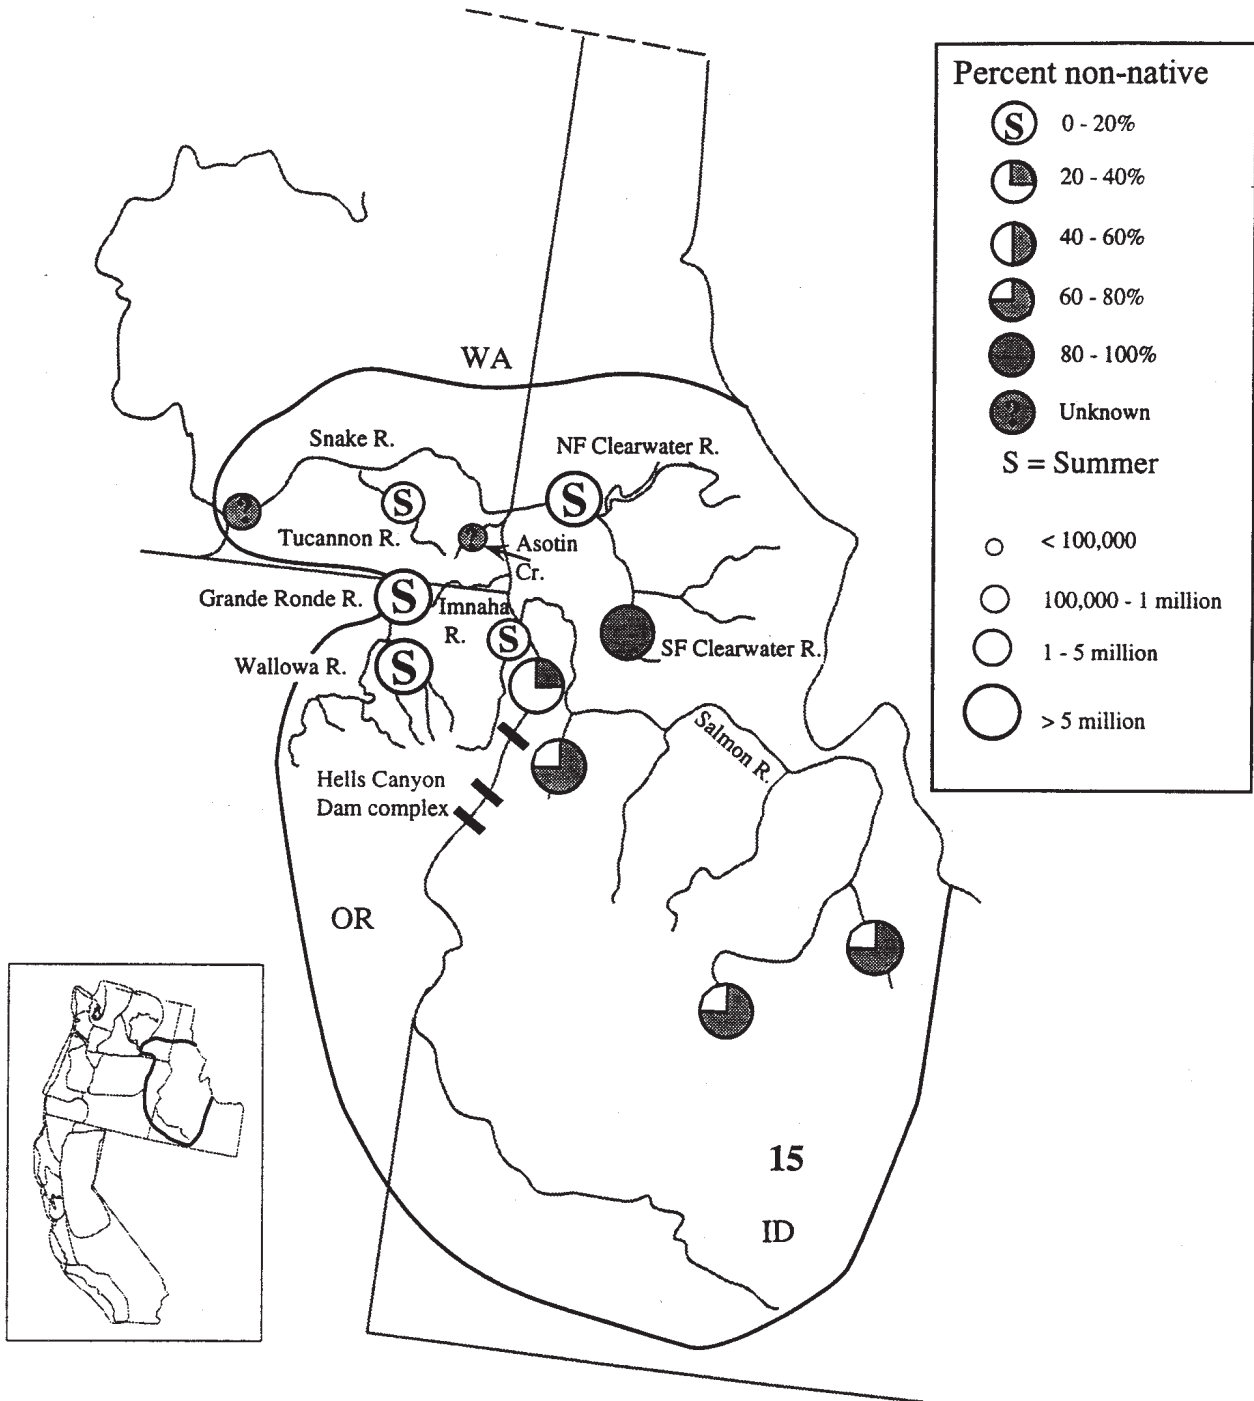 Percent non-native
S 0 - 20%
20 - 40%
40 - 60%
60 - 80%
80 - 100%
? Unknown
S = Summer
< 100,000
100,000 - 1 million
1 - 5 million
> 5 million
WA
Snake R.
NF Clearwater R.
S
S
?
?
Tucannon R.
Asotin
Cr.
Grande Ronde R.
S
Imnaha
R.
S
SF Clearwater R.
Wallowa R.
S
Salmon R.
Hells Canyon
Dam complex
OR
15
ID